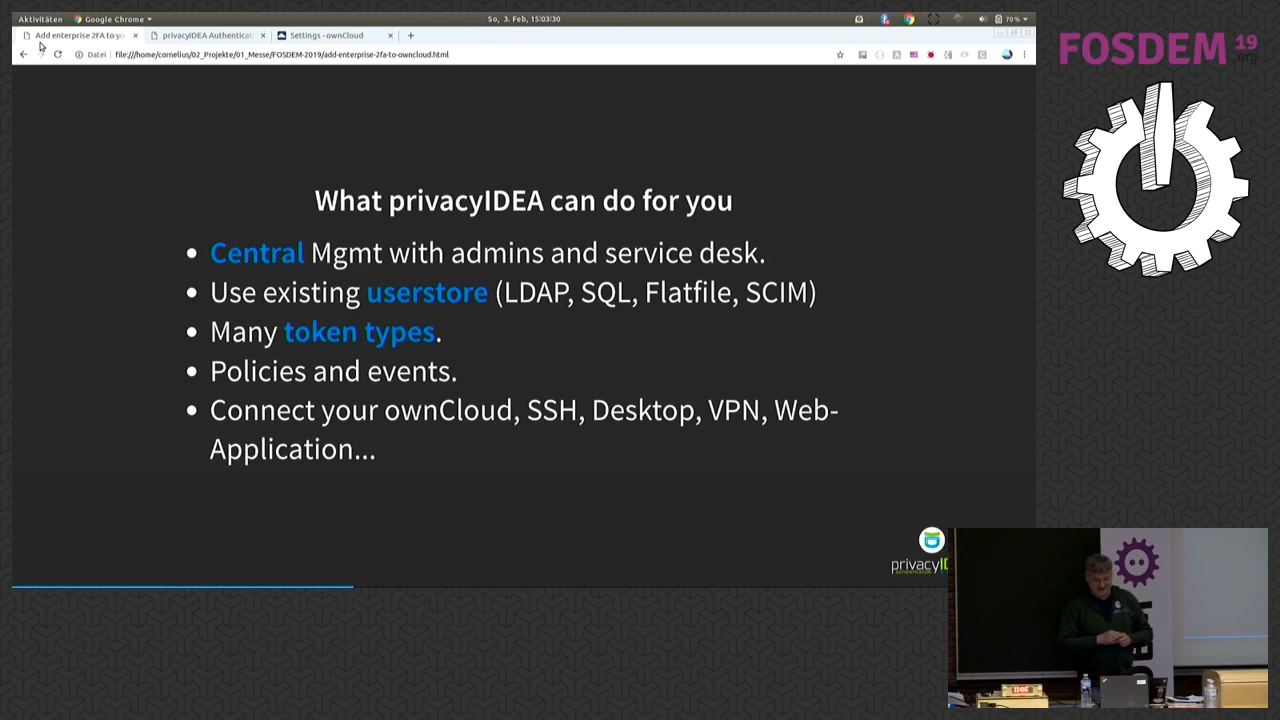 Aktivitäten
Google Chrome
So, 3. Feb, 15:03:30
70 %
Add enterprise 2FA to yo
privacyIDEA Authenticati
Settings - ownCloud
Datei
file:///home/cornelius/02_Projekte/01_Messe/FOSDEM-2019/add-enterprise-2fa-to-owncloud.html
FOSDEM 19
.org
What privacyIDEA can do for you
• Central Mgmt with admins and service desk.
• Use existing userstore (LDAP, SQL, Flatfile, SCIM)
• Many token types.
• Policies and events.
• Connect your ownCloud, SSH, Desktop, VPN, Web-
Application...
privacyID